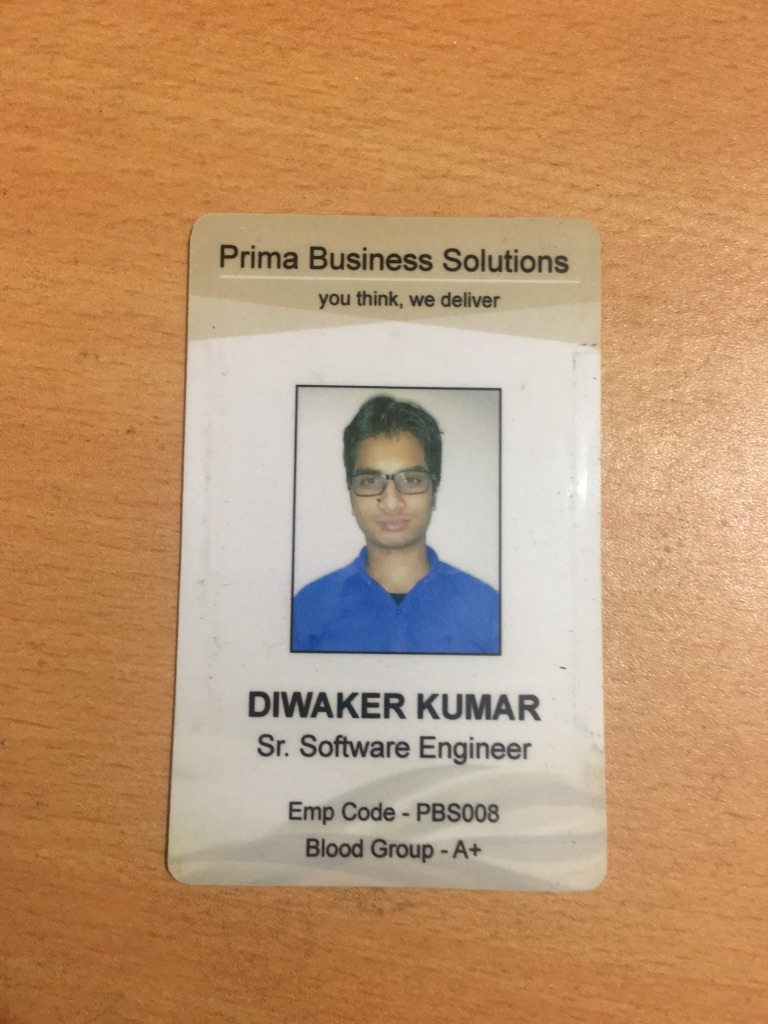 Prima Business Solutions
you think, we deliver
DIWAKER KUMAR
Sr. Software Engineer
Emp Code - PBS008
Blood Group - A+